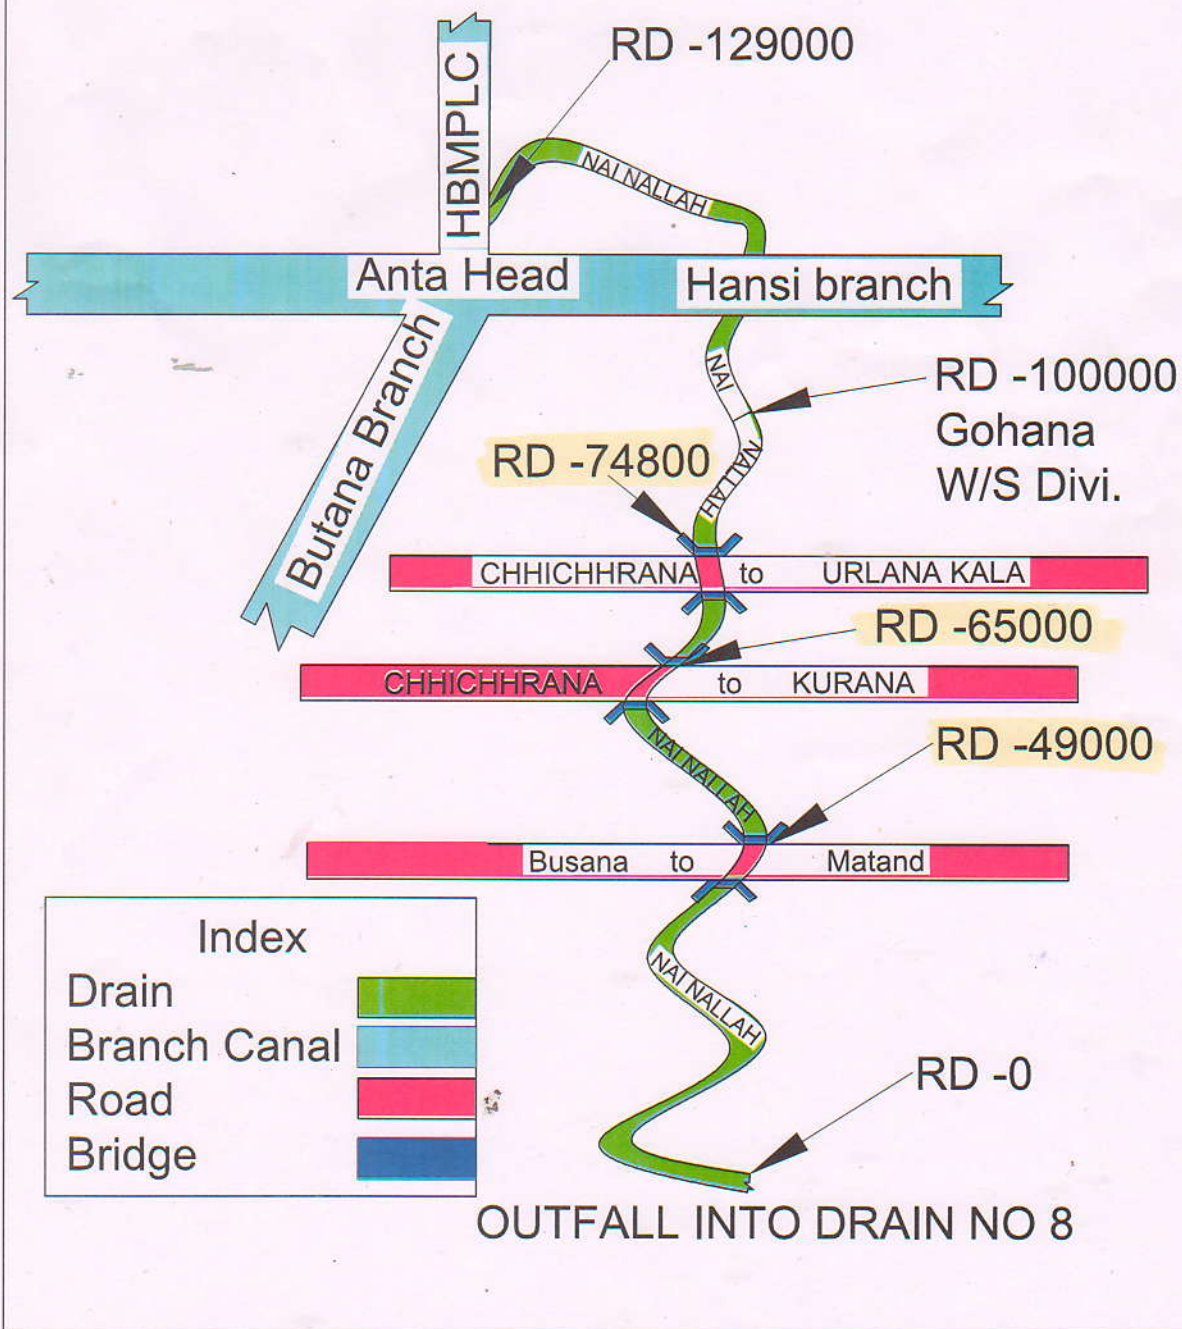 RD -129000
HBMPLC
NAI NALLAH
Anta Head
Hansi branch
Butana Branch
NAI NALLAH
RD -100000
Gohana
W/S Divi.
RD -74800
CHHICHHRANA to URLANA KALA
RD -65000
CHHICHHRANA to KURANA
NAI NALLAH
RD -49000
Busana to Matand
NAI NALLAH
Index
Drain
Branch Canal
Road
Bridge
RD -0
OUTFALL INTO DRAIN NO 8